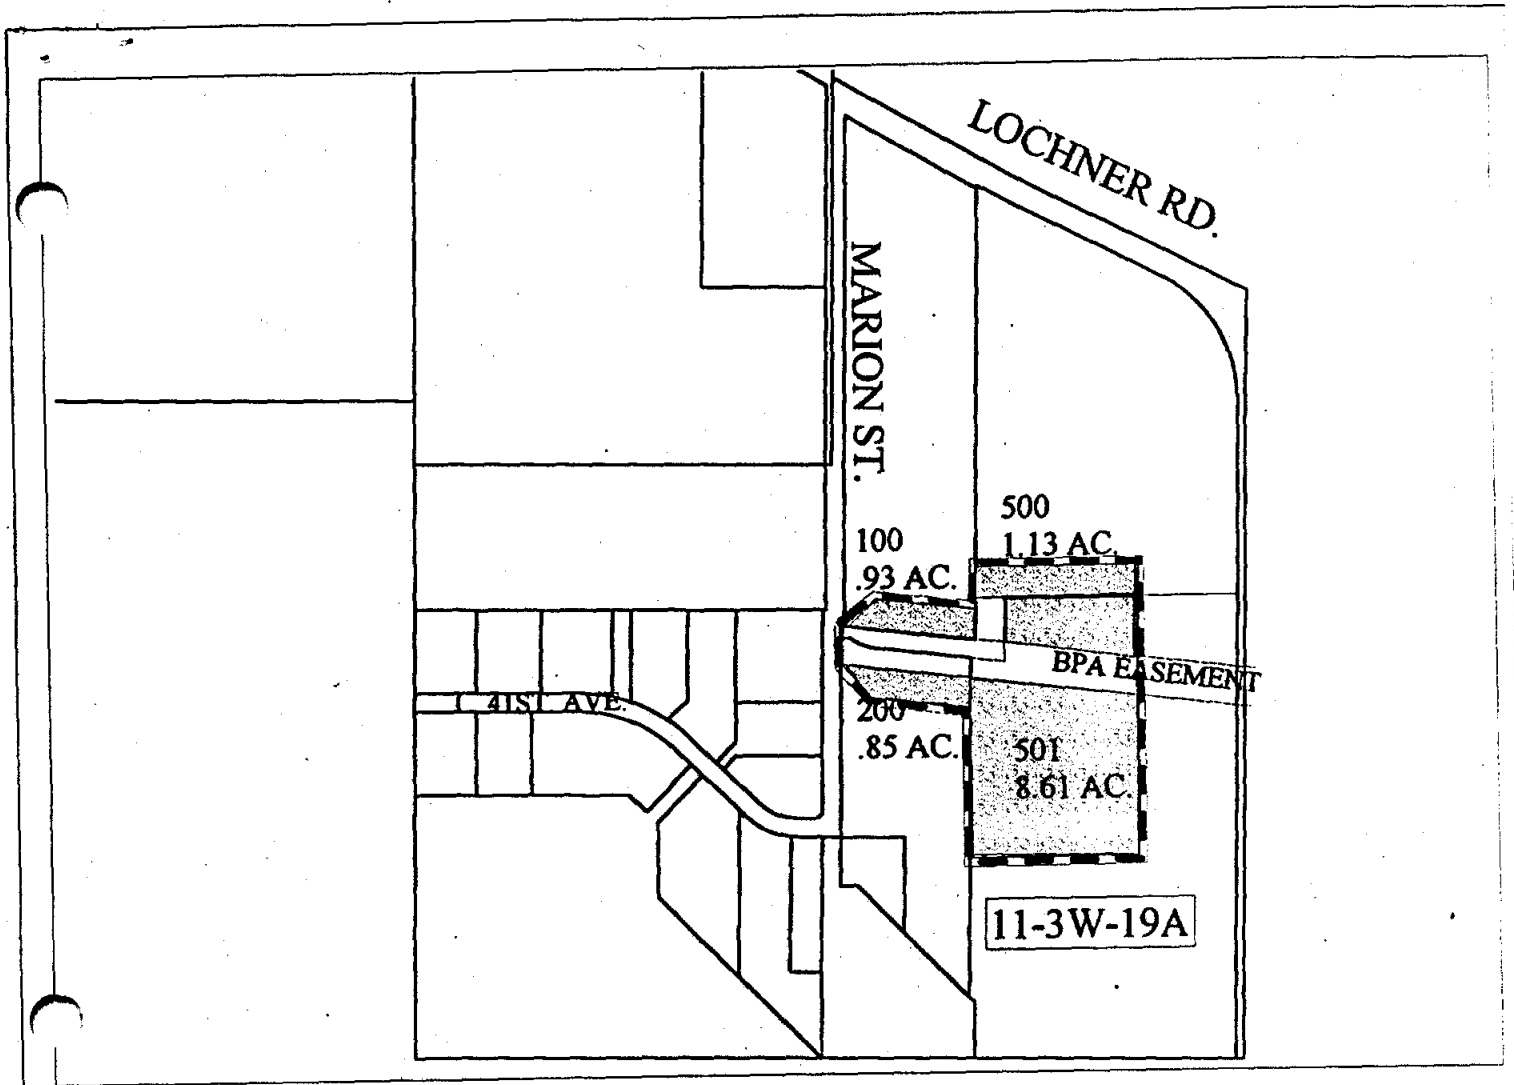 LOCHNER RD.
MARION ST.
500
1.13 AC.
100
.93 AC.
BPA EASEMENT
41ST AVE.
200
.85 AC.
501
8.61 AC.
11-3W-19A